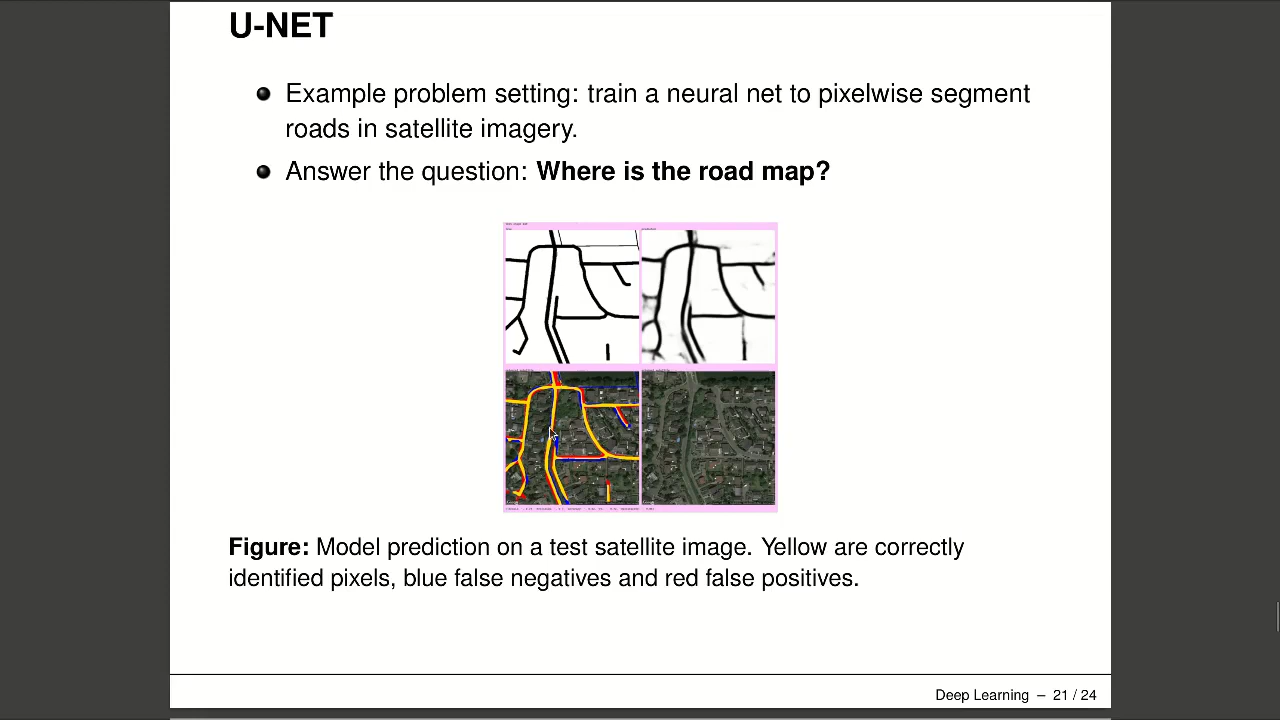 U-NET
Example problem setting: train a neural net to pixelwise segment
roads in satellite imagery.
Answer the question: Where is the road map?
Figure: Model prediction on a test satellite image. Yellow are correctly
identified pixels, blue false negatives and red false positives.
Deep Learning – 21 / 24